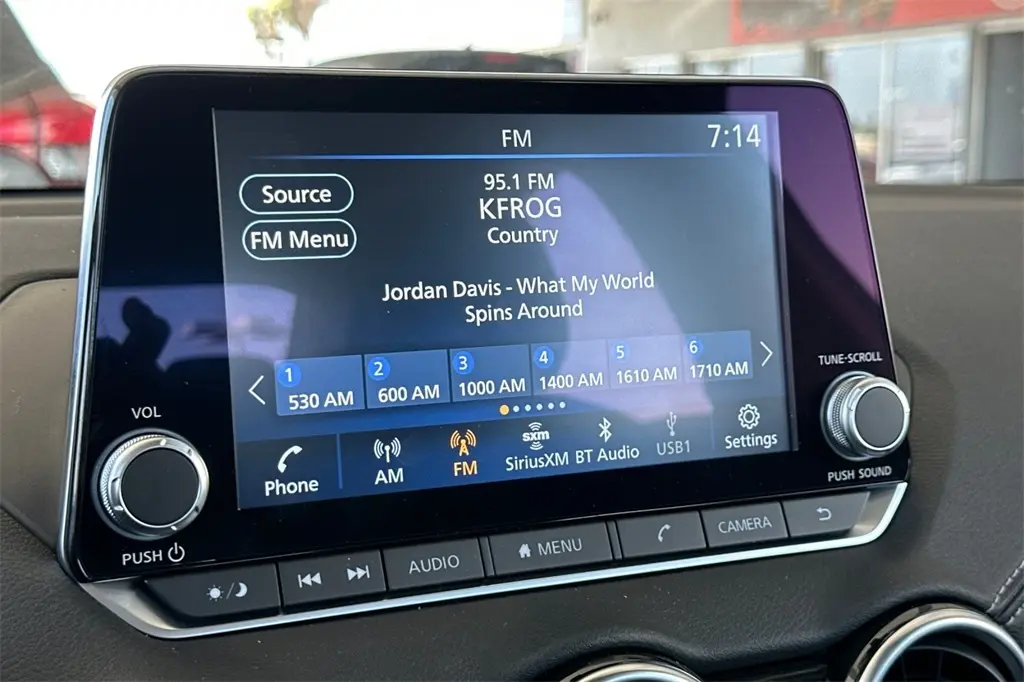 FM
7:14
Source
FM Menu
95.1 FM
KFROG
Country
Jordan Davis - What My World
Spins Around
1
530 AM
2
600 AM
3
1000 AM
4
1400 AM
5
1610 AM
6
1710 AM
Phone
AM
FM
sxm
SiriusXM
BT Audio
USB1
Settings
VOL
PUSH
TUNE·SCROLL
PUSH SOUND
AUDIO
MENU
CAMERA